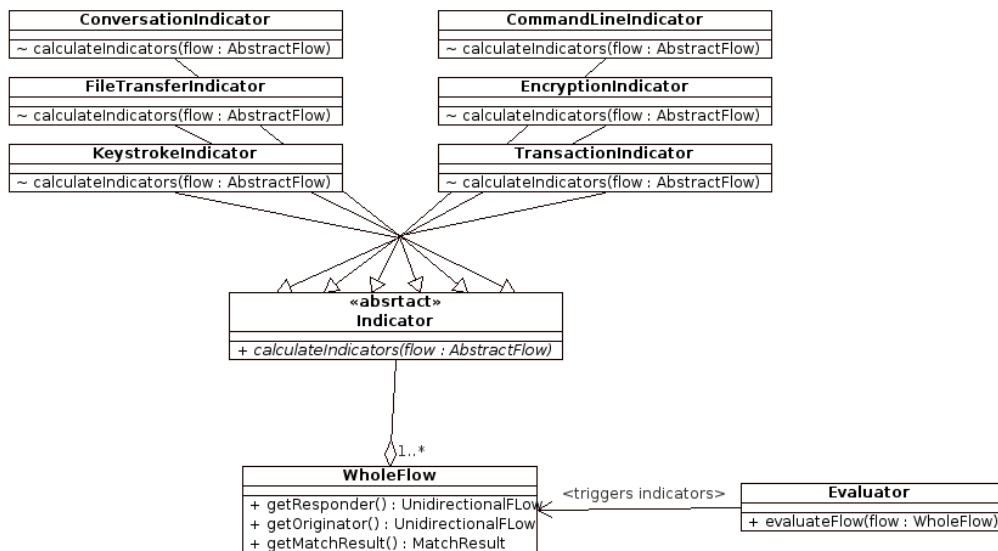 ConversationIndicator
~ calculateIndicators(flow : AbstractFlow)
CommandLineIndicator
~ calculateIndicators(flow : AbstractFlow)
FileTransferIndicator
~ calculateIndicators(flow : AbstractFlow)
EncryptionIndicator
~ calculateIndicators(flow : AbstractFlow)
KeystrokeIndicator
~ calculateIndicators(flow : AbstractFlow)
TransactionIndicator
~ calculateIndicators(flow : AbstractFlow)
«absrtact»
Indicator
+ calculateIndicators(flow : AbstractFlow)
1..*
WholeFlow
+ getResponder() : UnidirectionalFLow
+ getOriginator() : UnidirectionalFLow
+ getMatchResult() : MatchResult
<triggers indicators>
Evaluator
+ evaluateFlow(flow : WholeFlow)